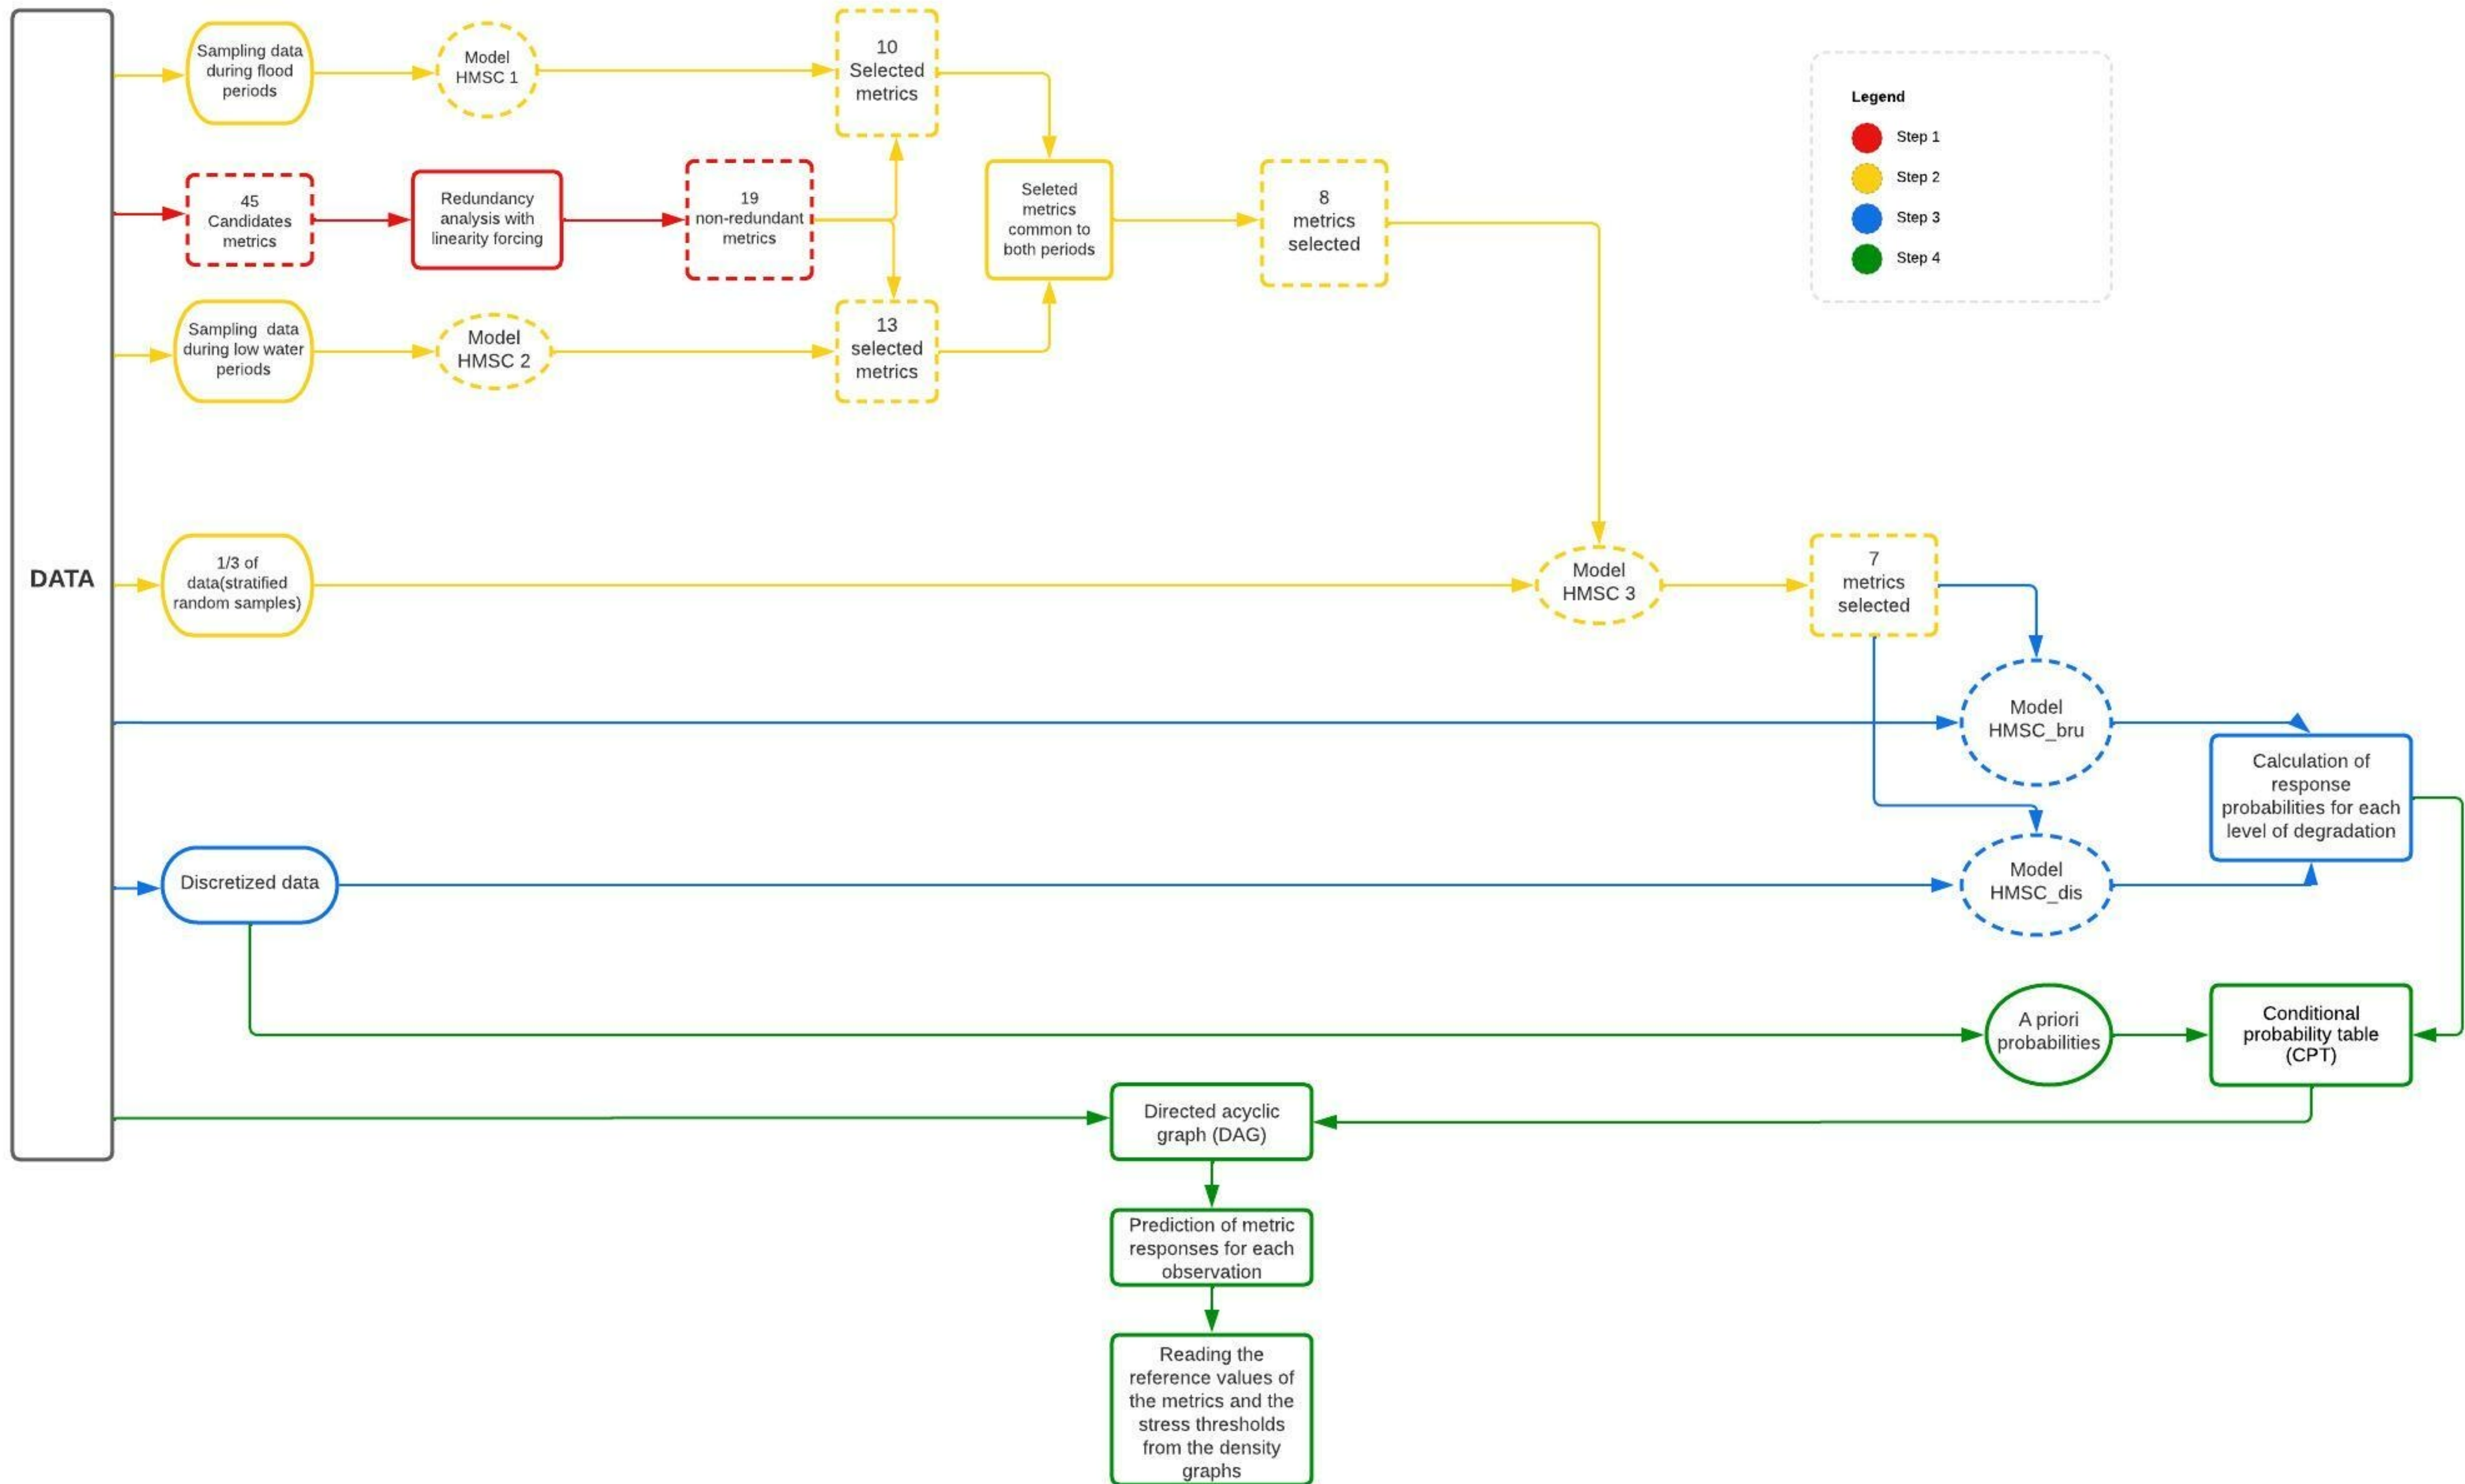 DATA
Sampling data
during flood
periods
Model
HMSC 1
10
Selected
metrics
45
Candidates
metrics
Redundancy
analysis with
linearity forcing
19
non-redundant
metrics
Seleted
metrics
common to
both periods
8
metrics
selected
Sampling data
during low water
periods
Model
HMSC 2
13
selected
metrics
Legend
Step 1
Step 2
Step 3
Step 4
1/3 of
data(stratified
random samples)
Model
HMSC 3
7
metrics
selected
Model
HMSC_bru
Calculation of
response
probabilities for each
level of degradation
Discretized data
Model
HMSC_dis
A priori
probabilities
Conditional
probability table
(CPT)
Directed acyclic
graph (DAG)
Prediction of metric
responses for each
observation
Reading the
reference values of
the metrics and the
stress thresholds
from the density
graphs